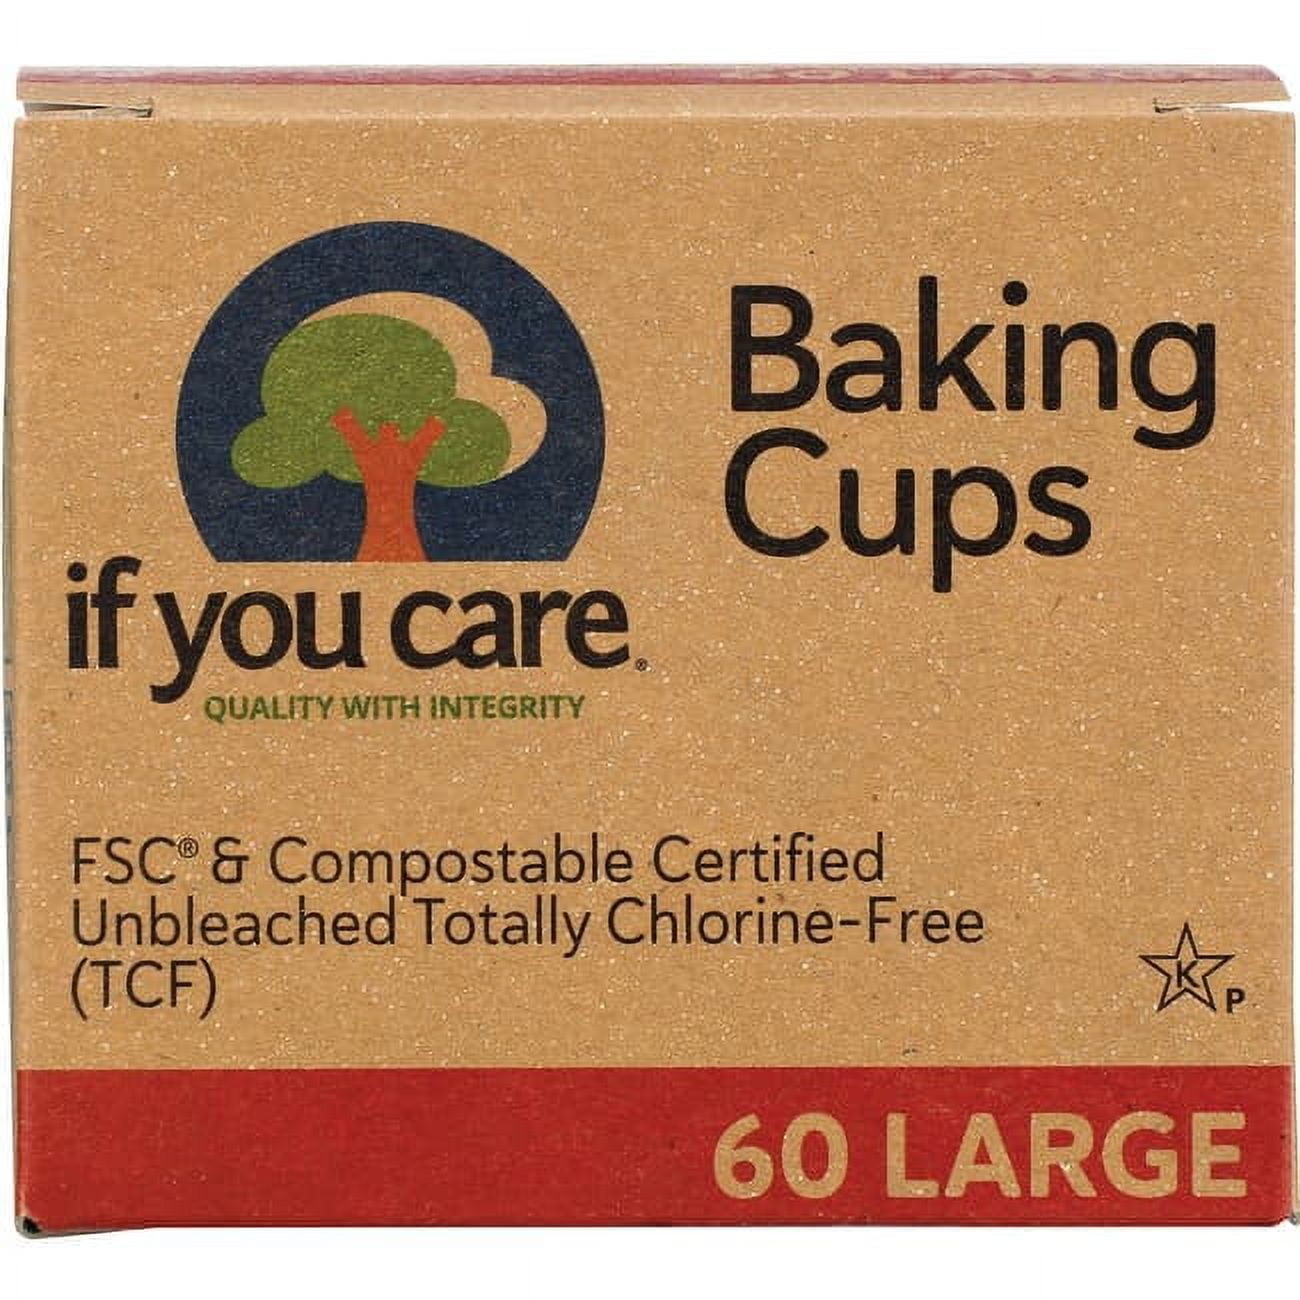 Baking
Cups
if you care®
QUALITY WITH INTEGRITY
FSC® & Compostable Certified
Unbleached Totally Chlorine-Free
(TCF)
K P
60 LARGE